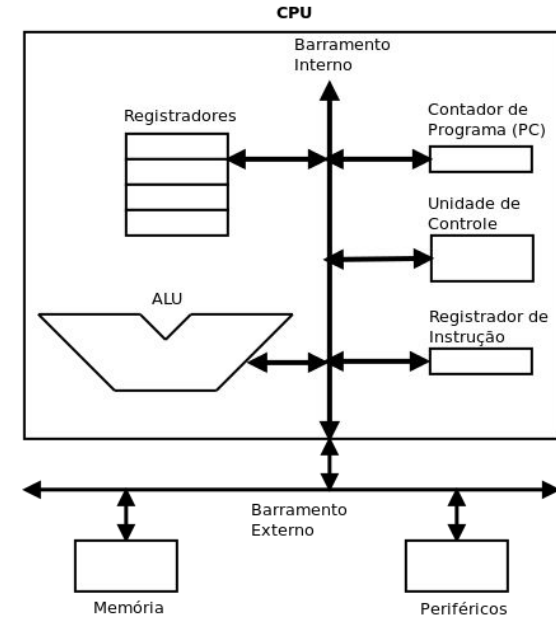 CPU
Barramento
Interno
Registradores
Contador de
Programa (PC)
Unidade de
Controle
ALU
Registrador de
Instrução
Barramento
Externo
Memória
Periféricos